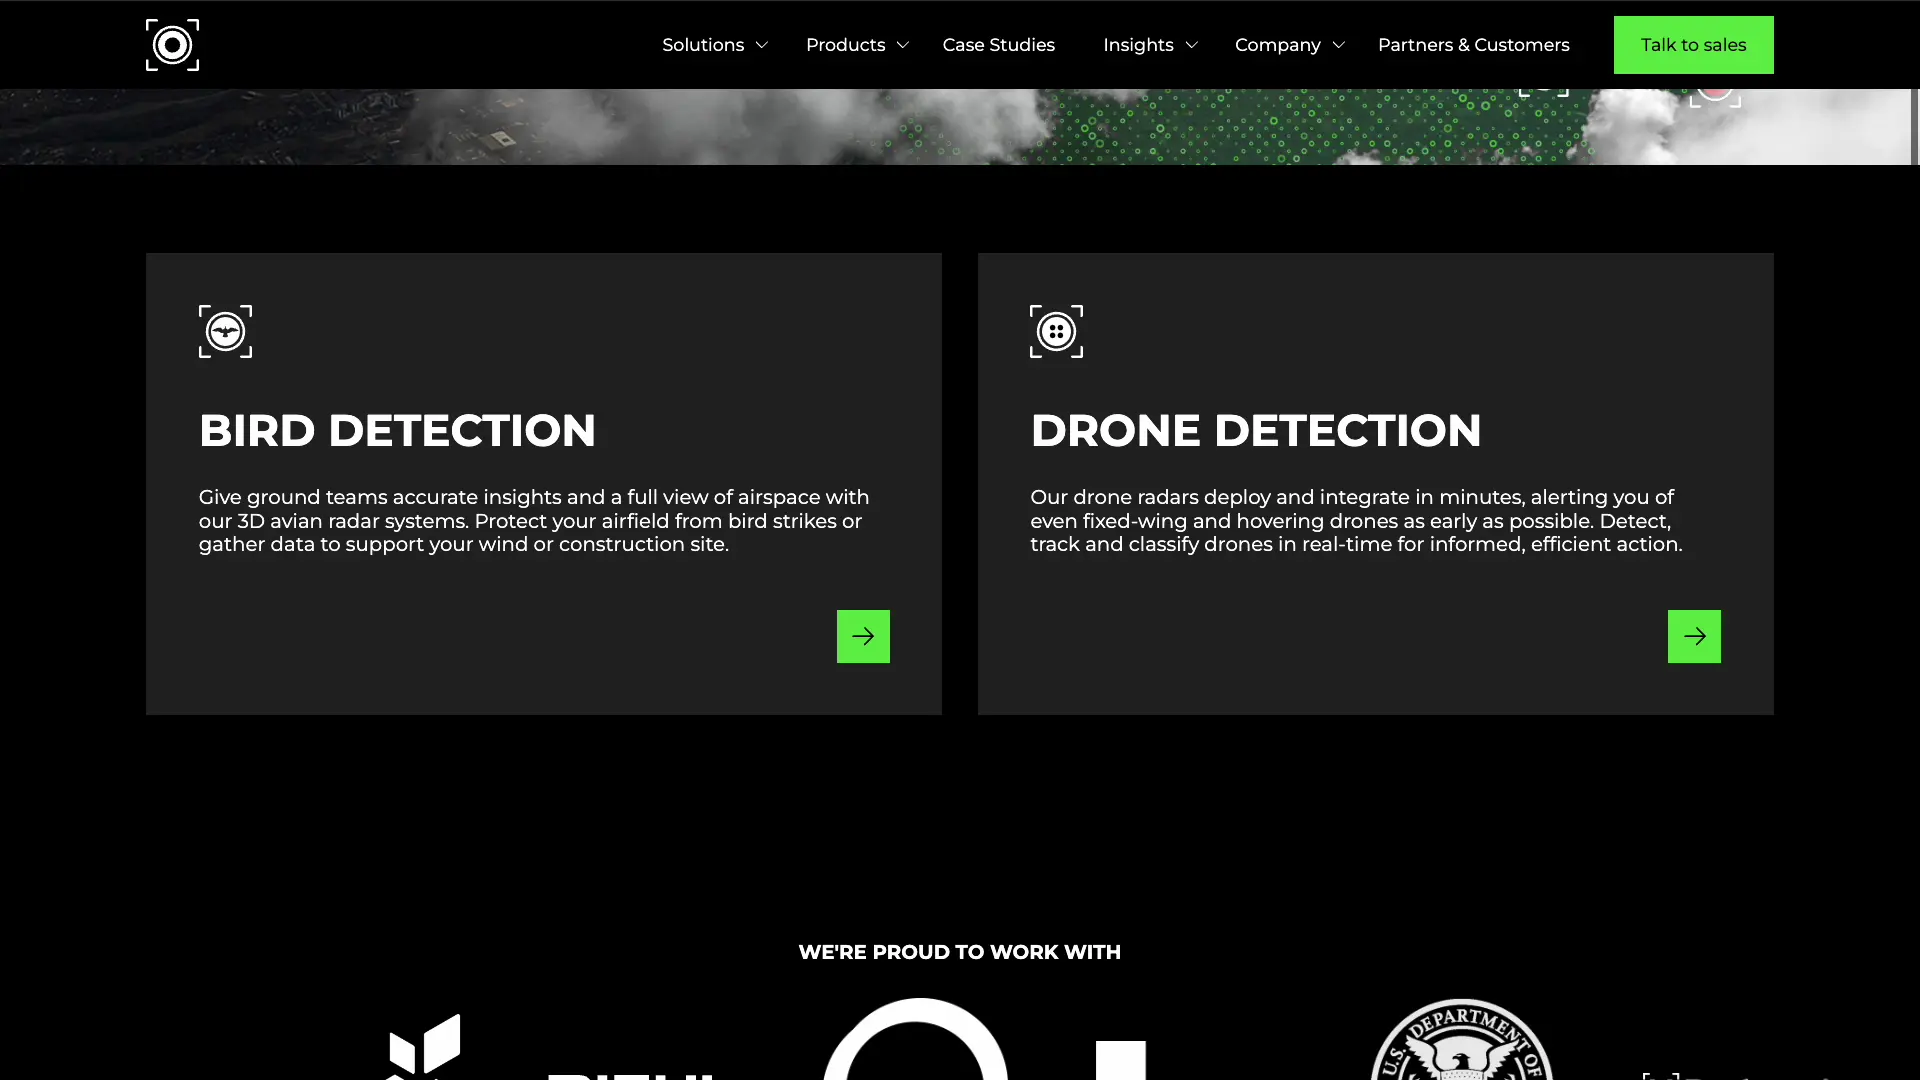 Solutions
Products
Case Studies
Insights
Company
Partners & Customers
Talk to sales
BIRD DETECTION
Give ground teams accurate insights and a full view of airspace with
our 3D avian radar systems. Protect your airfield from bird strikes or
gather data to support your wind or construction site.
DRONE DETECTION
Our drone radars deploy and integrate in minutes, alerting you of
even fixed-wing and hovering drones as early as possible. Detect,
track and classify drones in real-time for informed, efficient action.
WE'RE PROUD TO WORK WITH
U.S. DEPARTMENT OF